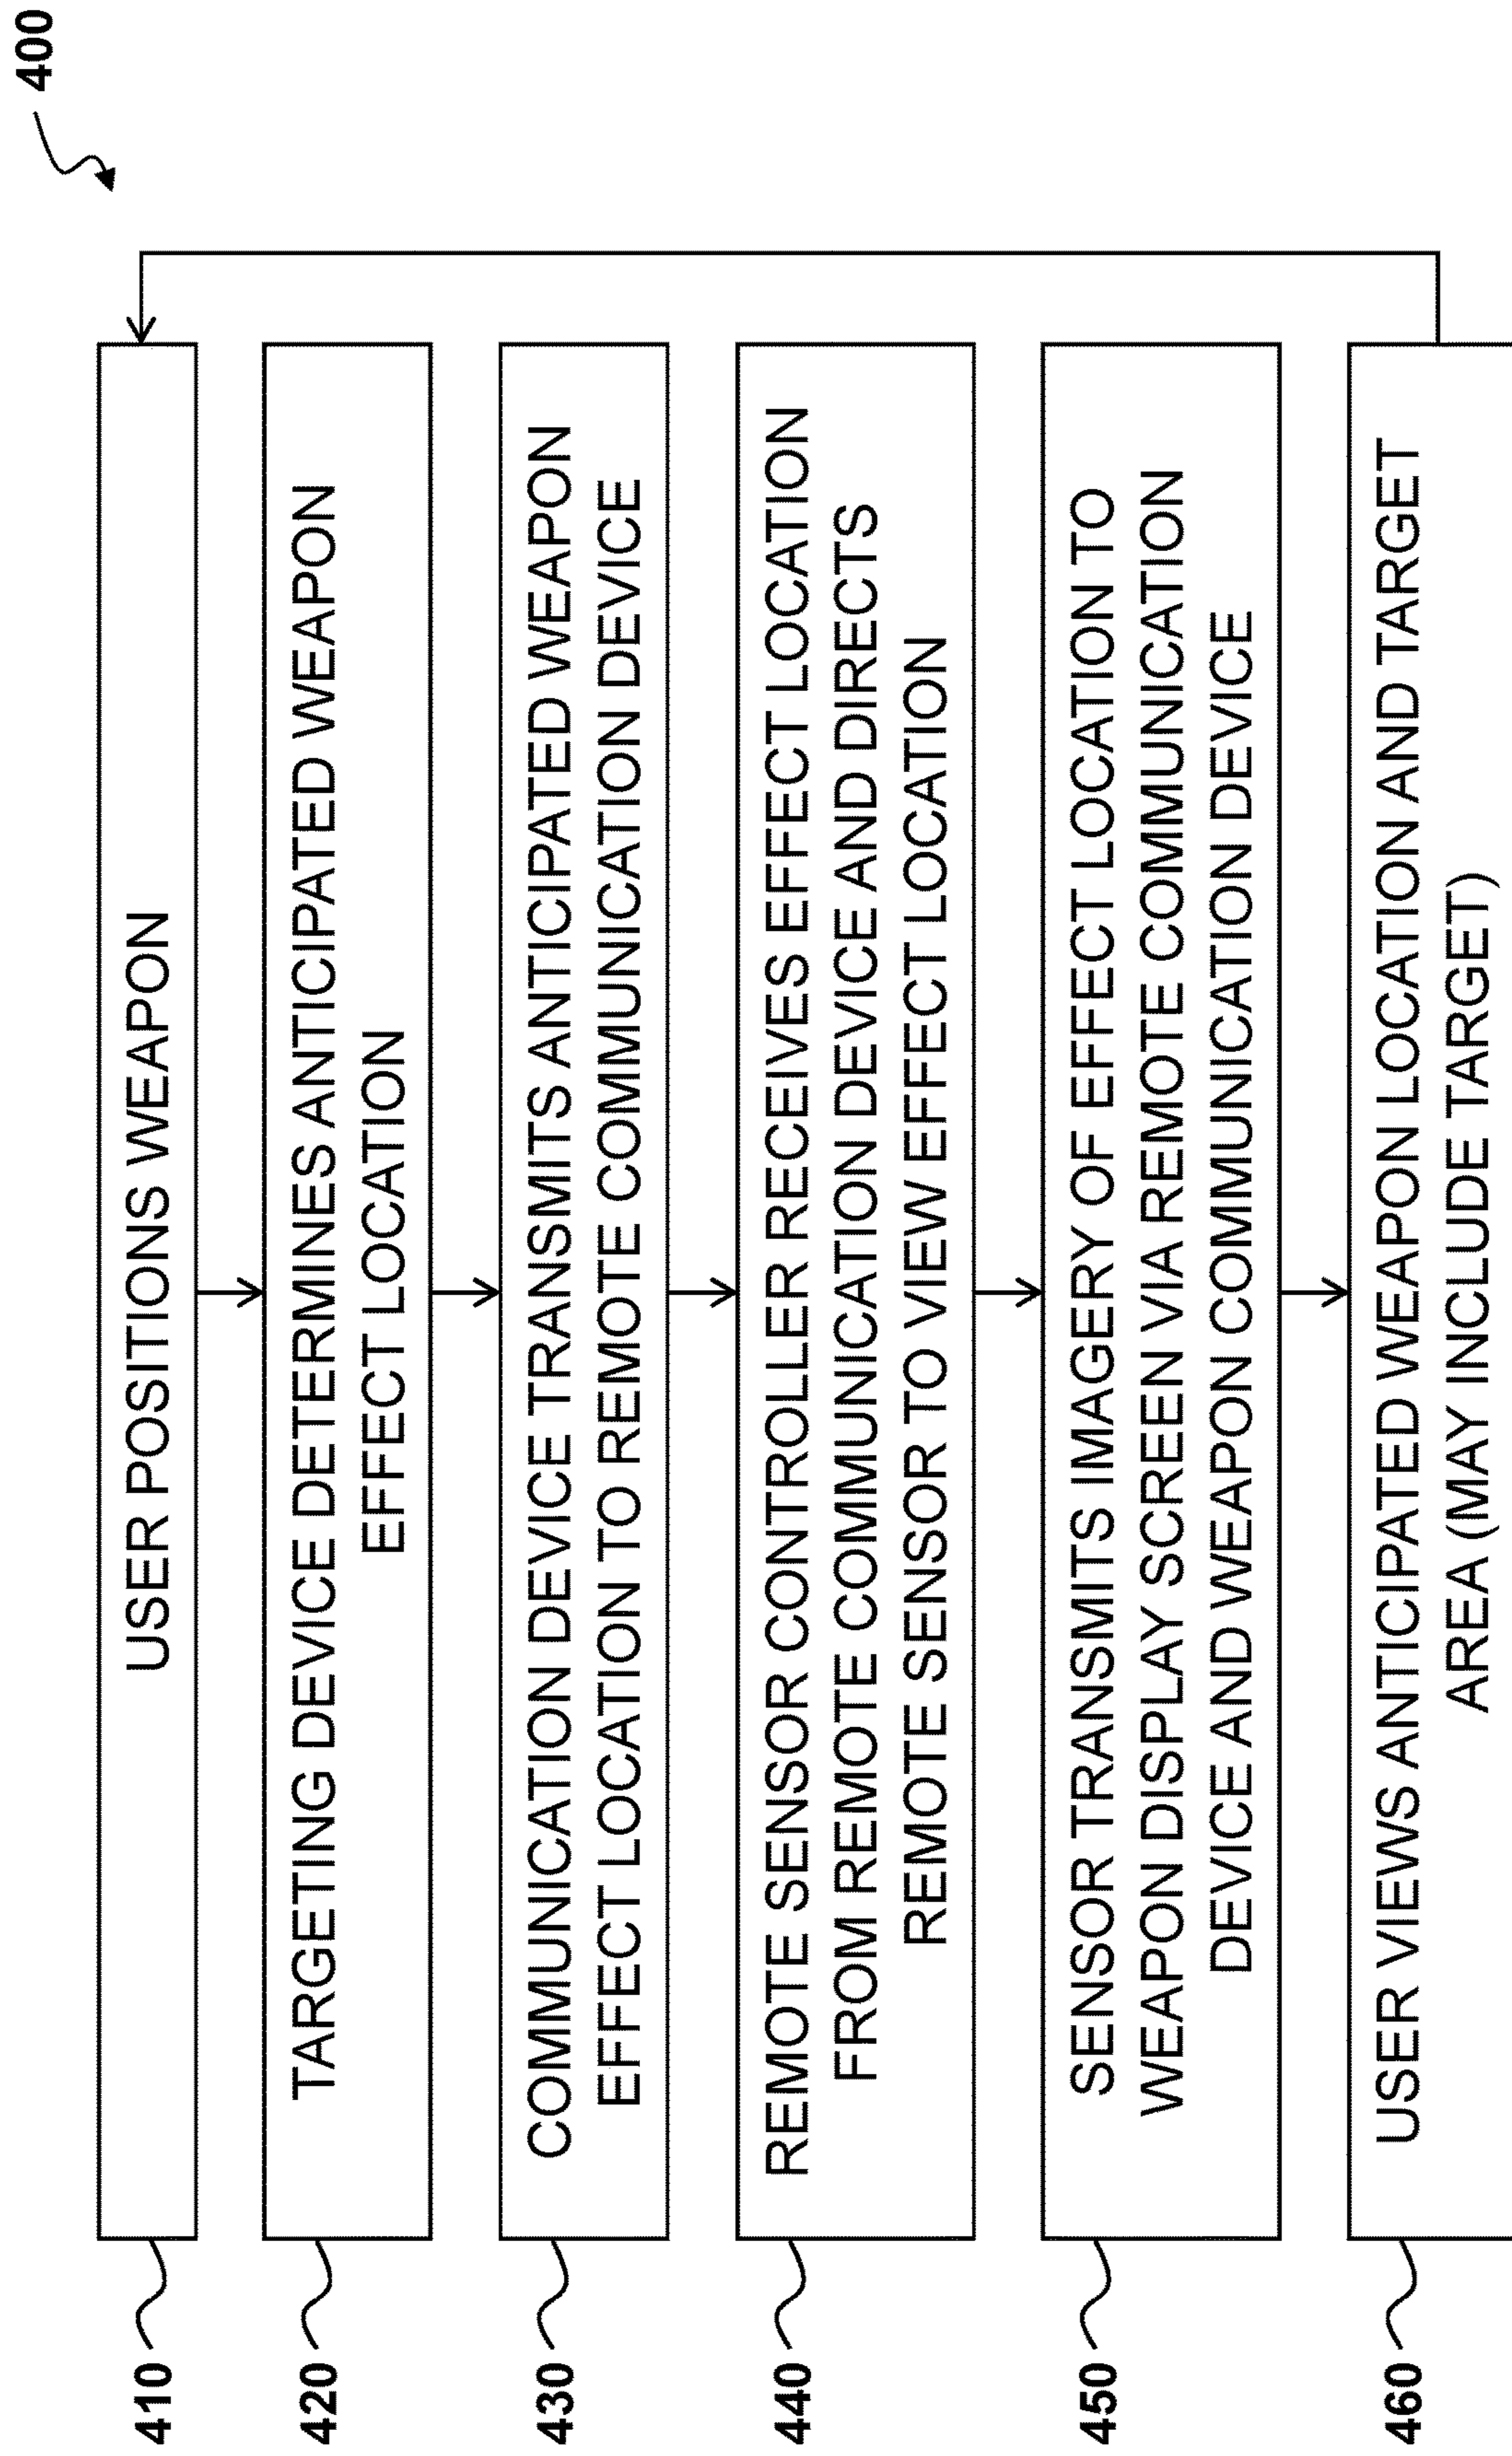 400
410
USER POSITIONS WEAPON
420
TARGETING DEVICE DETERMINES ANTICIPATED WEAPON
EFFECT LOCATION
430
COMMUNICATION DEVICE TRANSMITS ANTICIPATED WEAPON
EFFECT LOCATION TO REMOTE COMMUNICATION DEVICE
440
REMOTE SENSOR CONTROLLER RECEIVES EFFECT LOCATION
FROM REMOTE COMMUNICATION DEVICE AND DIRECTS
REMOTE SENSOR TO VIEW EFFECT LOCATION
450
SENSOR TRANSMITS IMAGERY OF EFFECT LOCATION TO
WEAPON DISPLAY SCREEN VIA REMOTE COMMUNICATION
DEVICE AND WEAPON COMMUNICATION DEVICE
460
USER VIEWS ANTICIPATED WEAPON LOCATION AND TARGET
AREA (MAY INCLUDE TARGET)